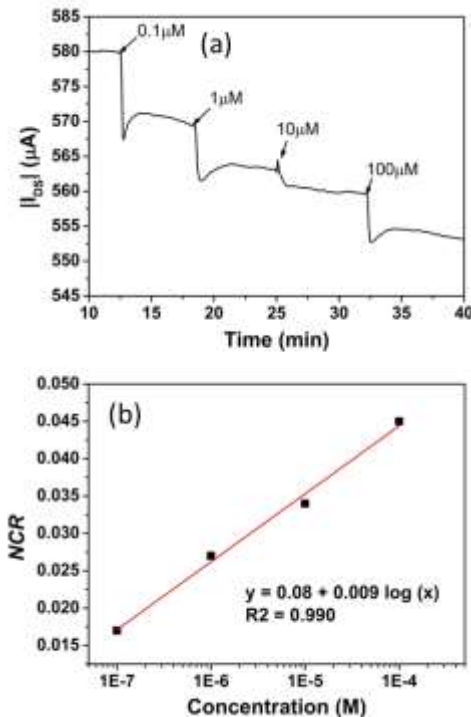 (a)
0.1μM
1μM
10μM
100μM
585
580
575
570
565
560
555
550
545
|I_DS| (μA)
10 15 20 25 30 35 40
Time (min)
(b)
0.050
0.045
0.040
0.035
0.030
0.025
0.020
0.015
NCR
y = 0.08 + 0.009 log (x)
R2 = 0.990
1E-7 1E-6 1E-5 1E-4
Concentration (M)